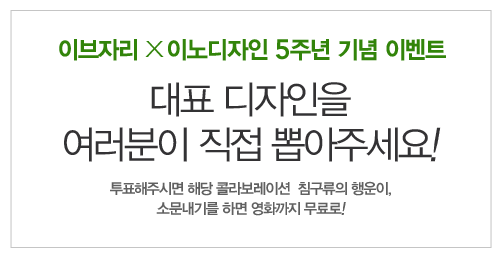 이브자리 X 이노디자인 5주년 기념 이벤트
대표 디자인을
여러분이 직접 뽑아주세요!
투표해주시면 해당 콜라보레이션 침구류의 행운이,
소문내기를 하면 영화까지 무료로!